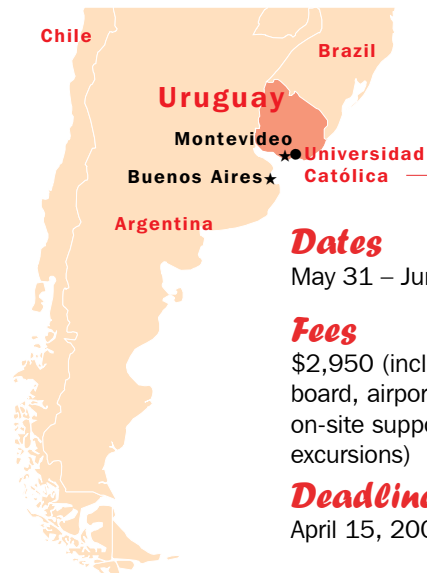 Chile
Brazil
Uruguay
Montevideo
Universidad
Católica
Buenos Aires
Argentina
Dates
May 31 –
Fees
$2,950
board,
on-site
excursions)
April 15,